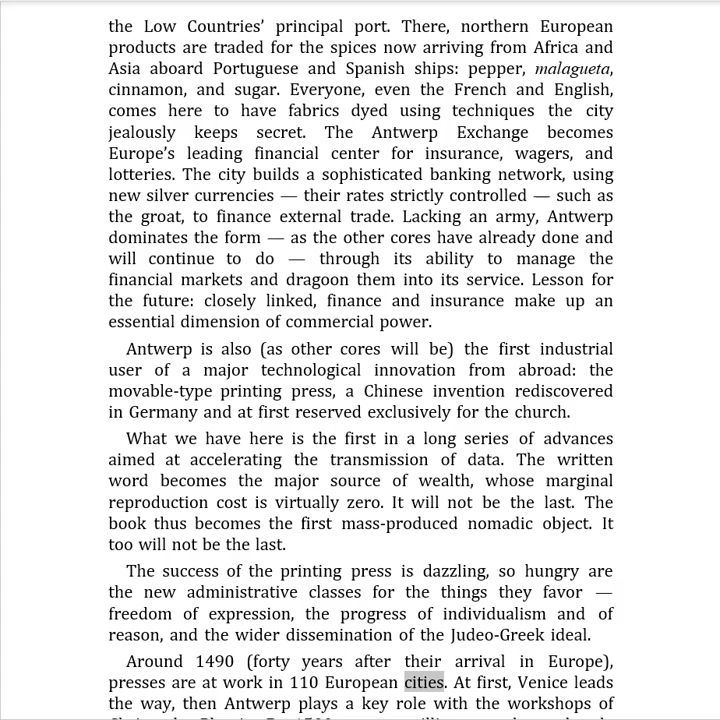 the Low Countries’ principal port. There, northern European
products are traded for the spices now arriving from Africa and
Asia aboard Portuguese and Spanish ships: pepper, malagueta,
cinnamon, and sugar. Everyone, even the French and English,
comes here to have fabrics dyed using techniques the city
jealously keeps secret. The Antwerp Exchange becomes
Europe’s leading financial center for insurance, wagers, and
lotteries. The city builds a sophisticated banking network, using
new silver currencies — their rates strictly controlled — such as
the groat, to finance external trade. Lacking an army, Antwerp
dominates the form — as the other cores have already done and
will continue to do — through its ability to manage the
financial markets and dragoon them into its service. Lesson for
the future: closely linked, finance and insurance make up an
essential dimension of commercial power.
Antwerp is also (as other cores will be) the first industrial
user of a major technological innovation from abroad: the
movable-type printing press, a Chinese invention rediscovered
in Germany and at first reserved exclusively for the church.
What we have here is the first in a long series of advances
aimed at accelerating the transmission of data. The written
word becomes the major source of wealth, whose marginal
reproduction cost is virtually zero. It will not be the last. The
book thus becomes the first mass-produced nomadic object. It
too will not be the last.
The success of the printing press is dazzling, so hungry are
the new administrative classes for the things they favor —
freedom of expression, the progress of individualism and of
reason, and the wider dissemination of the Judeo-Greek ideal.
Around 1490 (forty years after their arrival in Europe),
presses are at work in 110 European cities. At first, Venice leads
the way, then Antwerp plays a key role with the workshops of